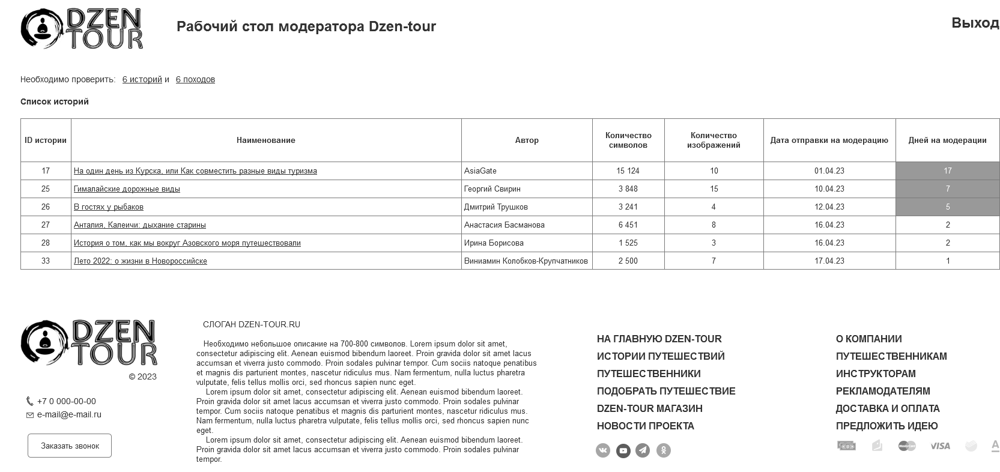 DZEN
TOUR
Рабочий стол модератора Dzen-tour
Выход
Необходимо проверить: 6 историй и 6 походов
Список историй
ID истории Наименование Автор Количество символов Количество изображений Дата отправки на модерацию Дней на модерации
17 На один день из Курска, или Как совместить разные виды туризма AsiaGate 15 124 10 01.04.23 17
25 Гималайские дорожные виды Георгий Свирин 3 848 15 10.04.23 7
26 В гостях у рыбаков Дмитрий Трушков 3 241 4 12.04.23 5
27 Анталия, Калеичи: дыхание старины Анастасия Басманова 6 451 8 16.04.23 2
28 История о том, как мы вокруг Азовского моря путешествовали Ирина Борисова 1 525 3 16.04.23 2
33 Лето 2022: о жизни в Новороссийске Виниамин Колобков-Крупчатников 2 500 7 17.04.23 1
DZEN
TOUR
© 2023
+7 0 000-00-00
e-mail@e-mail.ru
Заказать звонок
СЛОГАН DZEN-TOUR.RU
Необходимо небольшое описание на 700-800 символов. Lorem ipsum dolor sit amet,
consectetur adipiscing elit. Aenean euismod bibendum laoreet. Proin gravida dolor sit amet lacus
accumsan et viverra justo commodo. Proin sodales pulvinar tempor. Cum sociis natoque penatibus
et magnis dis parturient montes, nascetur ridiculus mus. Nam fermentum, nulla luctus pharetra
vulputate, felis tellus mollis orci, sed rhoncus sapien nunc eget.
Lorem ipsum dolor sit amet, consectetur adipiscing elit. Aenean euismod bibendum laoreet.
Proin gravida dolor sit amet lacus accumsan et viverra justo commodo. Proin sodales pulvinar
tempor. Cum sociis natoque penatibus et magnis dis parturient montes, nascetur ridiculus mus.
Nam fermentum, nulla luctus pharetra vulputate, felis tellus mollis orci, sed rhoncus sapien nunc
eget.
Lorem ipsum dolor sit amet, consectetur adipiscing elit. Aenean euismod bibendum laoreet.
Proin gravida dolor sit amet lacus accumsan et viverra justo commodo. Proin sodales pulvinar
tempor.
НА ГЛАВНУЮ DZEN-TOUR
ИСТОРИИ ПУТЕШЕСТВИЙ
ПУТЕШЕСТВЕННИКИ
ПОДОБРАТЬ ПУТЕШЕСТВИЕ
DZEN-TOUR МАГАЗИН
НОВОСТИ ПРОЕКТА
О КОМПАНИИ
ПУТЕШЕСТВЕННИКАМ
ИНСТРУКТОРАМ
РЕКЛАМОДАТЕЛЯМ
ДОСТАВКА И ОПЛАТА
ПРЕДЛОЖИТЬ ИДЕЮ
MasterCard VISA A